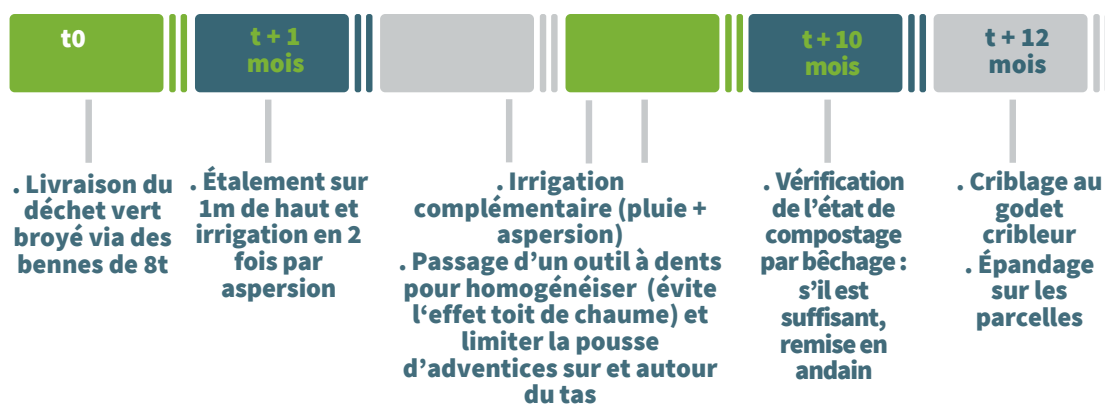 t0
t + 1
mois
t + 10
mois
t + 12
mois
. Livraison du
déchet vert
broyé via des
bennes de 8t
. Étalement sur
1m de haut et
irrigation en 2
fois par
aspersion
. Irrigation
complémentaire (pluie +
aspersion)
. Passage d’un outil à dents
pour homogénéiser (évite
l‘effet toit de chaume) et
limiter la pousse
d’adventices sur et autour
du tas
. Vérification
de l’état de
compostage
par bêchage :
s’il est
suffisant,
remise en
andain
. Criblage au
godet
cribleur
. Épandage
sur les
parcelles